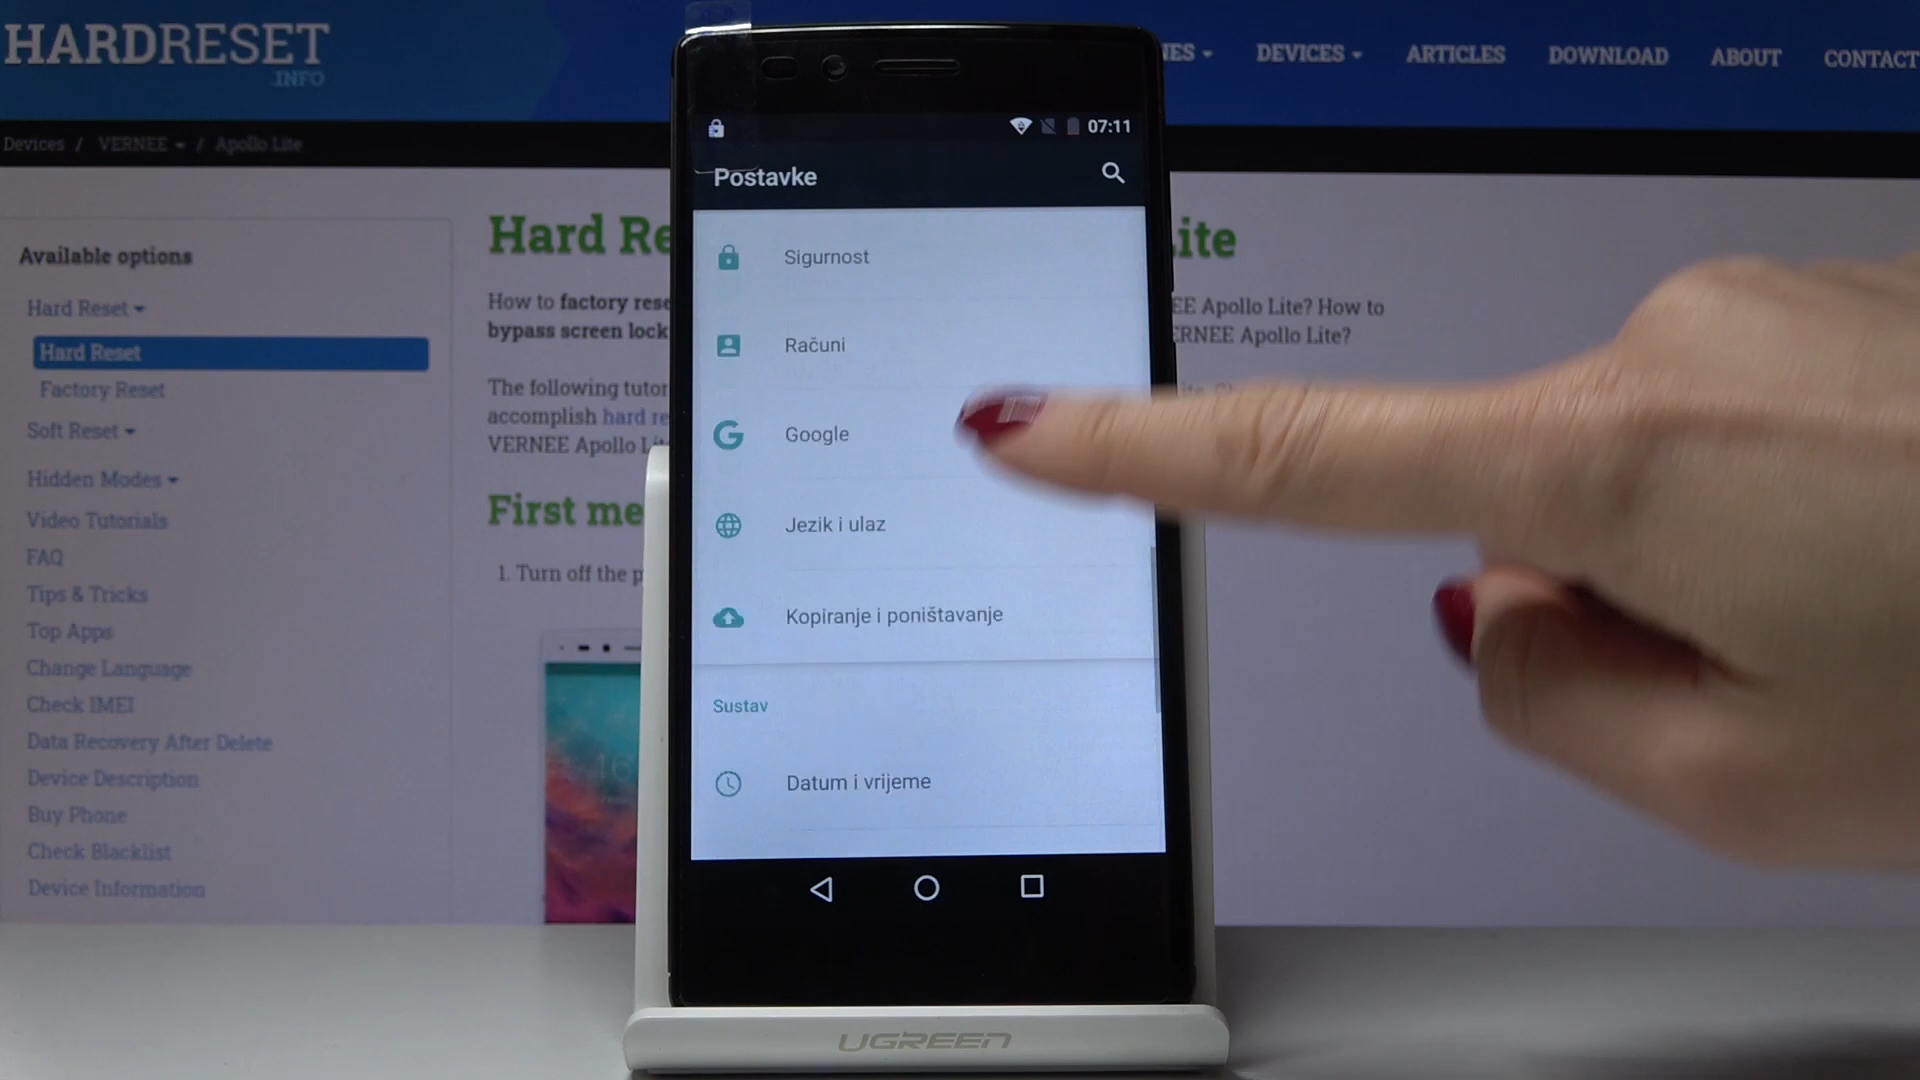 HARDRESET
.INFO
DEVICES
ARTICLES
DOWNLOAD
ABOUT
CONTACT
Devices / VERNEE / Apollo Lite
Available options
Hard Reset
Hard Reset
Factory Reset
Soft Reset
Hidden Modes
Video Tutorials
FAQ
Tips & Tricks
Top Apps
Change Language
Check IMEI
Data Recovery After Delete
Device Description
Buy Phone
Check Blacklist
Device Information
Hard Re
ite
How to factory rese
EE Apollo Lite? How to
bypass screen lock
ERNEE Apollo Lite?
The following tutor
accomplish hard re
VERNEE Apollo Li
First me
1. Turn off the p
07:11
Postavke
Sigurnost
Računi
Google
Jezik i ulaz
Kopiranje i poništavanje
Sustav
Datum i vrijeme
UGREEN